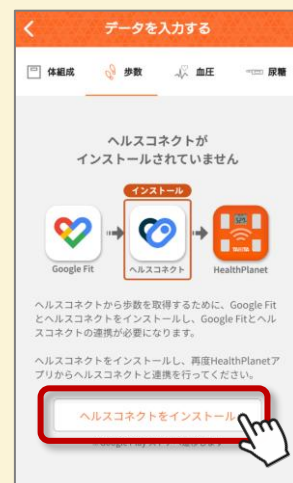 データを入力する
体組成 歩数 血圧 尿糖
ヘルスコネクトが
インストールされていません
インストール
Google Fit ヘルスコネクト HealthPlanet
ヘルスコネクトから歩数を取得するために、Google Fit
とヘルスコネクトをインストールし、Google Fitとヘル
スコネクトの連携が必要になります。
ヘルスコネクトをインストールし、再度HealthPlanetア
プリからヘルスコネクトと連携を行ってください。
ヘルスコネクトをインストール